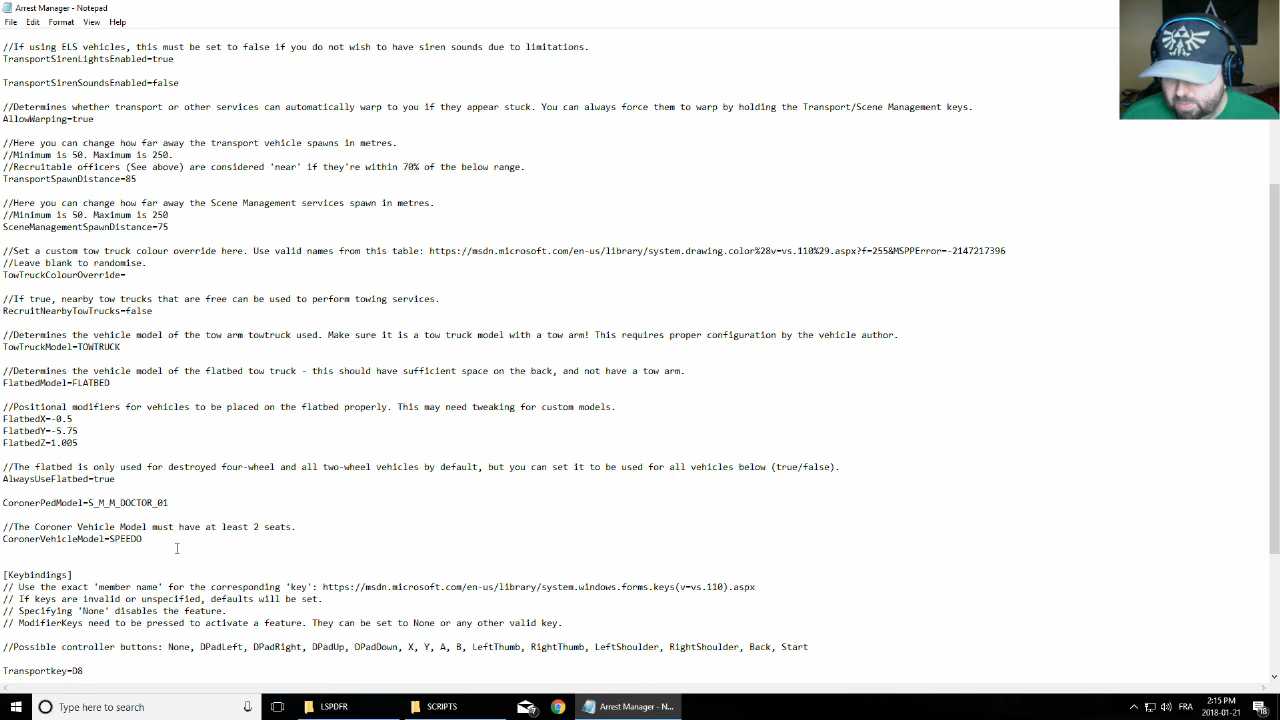 Arrest Manager - Notepad
File Edit Format View Help
//If using ELS vehicles, this must be set to false if you do not wish to have siren sounds due to limitations.
TransportSirenLightsEnabled=true
TransportSirenSoundsEnabled=false
//Determines whether transport or other services can automatically warp to you if they appear stuck. You can always force them to warp by holding the Transport/Scene Management keys.
AllowWarping=true
//Here you can change how far away the transport vehicle spawns in metres.
//Minimum is 50. Maximum is 250.
//Recruitable officers (See above) are considered 'near' if they're within 70% of the below range.
TransportSpawnDistance=85
//Here you can change how far away the Scene Management services spawn in metres.
//Minimum is 50. Maximum is 250
SceneManagementSpawnDistance=75
//Set a custom tow truck colour override here. Use valid names from this table: https://msdn.microsoft.com/en-us/library/system.drawing.color%28v=vs.110%29.aspx?f=255&MSPPError=-2147217396
//Leave blank to randomise.
TowTruckColourOverride=
//If true, nearby tow trucks that are free can be used to perform towing services.
RecruitNearbyTowTrucks=false
//Determines the vehicle model of the tow arm towtruck used. Make sure it is a tow truck model with a tow arm! This requires proper configuration by the vehicle author.
TowTruckModel=TOWTRUCK
//Determines the vehicle model of the flatbed tow truck - this should have sufficient space on the back, and not have a tow arm.
FlatbedModel=FLATBED
//Positional modifiers for vehicles to be placed on the flatbed properly. This may need tweaking for custom models.
FlatbedX=-0.5
FlatbedY=-5.75
FlatbedZ=1.005
//The flatbed is only used for destroyed four-wheel and all two-wheel vehicles by default, but you can set it to be used for all vehicles below (true/false).
AlwaysUseFlatbed=true
CoronerPedModel=S_M_M_DOCTOR_01
//The Coroner Vehicle Model must have at least 2 seats.
CoronerVehicleModel=SPEEDO
[Keybindings]
// Use the exact 'member name' for the corresponding 'key': https://msdn.microsoft.com/en-us/library/system.windows.forms.keys(v=vs.110).aspx
// If keys are invalid or unspecified, defaults will be set.
// Specifying 'None' disables the feature.
// ModifierKeys need to be pressed to activate a feature. They can be set to None or any other valid key.
//Possible controller buttons: None, DPadLeft, DPadRight, DPadUp, DPadDown, X, Y, A, B, LeftThumb, RightThumb, LeftShoulder, RightShoulder, Back, Start
Transportkey=D8
Type here to search
LSPDFR
SCRIPTS
7
Arrest Manager - N...
FRA
2:15 PM
2018-01-21
18